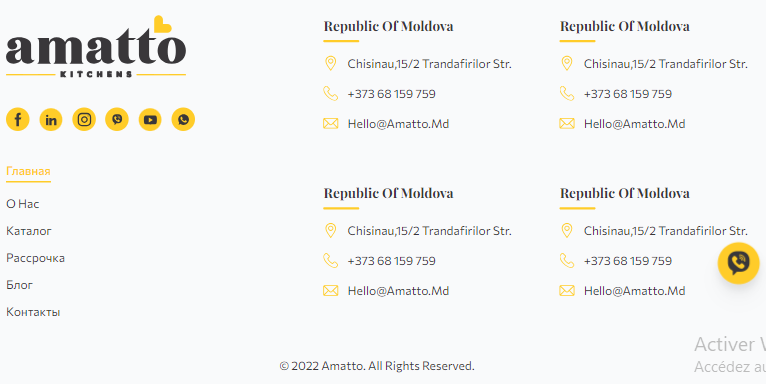 amatto
KITCHENS
Главная
О Нас
Каталог
Рассрочка
Блог
Контакты
Republic Of Moldova
Chisinau,15/2 Trandafirilor Str.
+373 68 159 759
Hello@Amatto.Md
Republic Of Moldova
Chisinau,15/2 Trandafirilor Str.
+373 68 159 759
Hello@Amatto.Md
Republic Of Moldova
Chisinau,15/2 Trandafirilor Str.
+373 68 159 759
Hello@Amatto.Md
Republic Of Moldova
Chisinau,15/2 Trandafirilor Str.
+373 68 159 759
Hello@Amatto.Md
© 2022 Amatto. All Rights Reserved.
Activer W
Accédez au